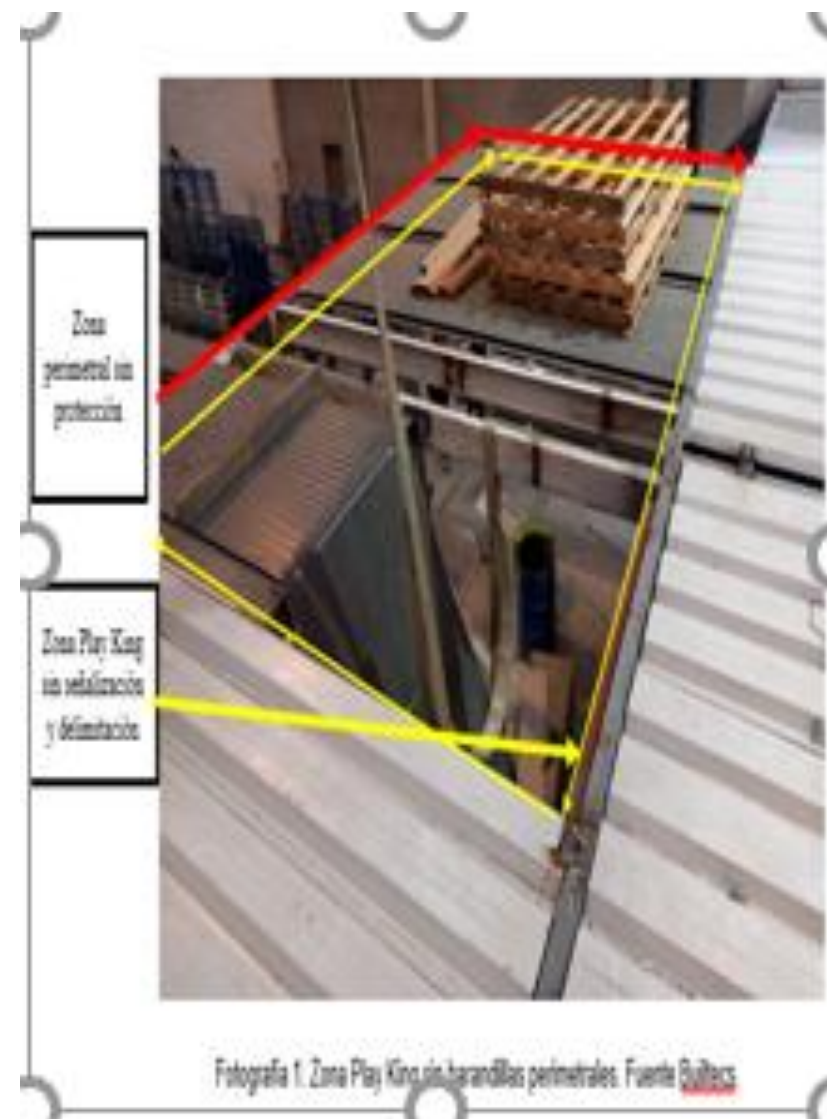 Zona
perimetral sin
protección
Zona Play King
sin señalización
y delimitación
Fotografía 1. Zona Play King sin barandillas perimetrales. Fuente Builtecs